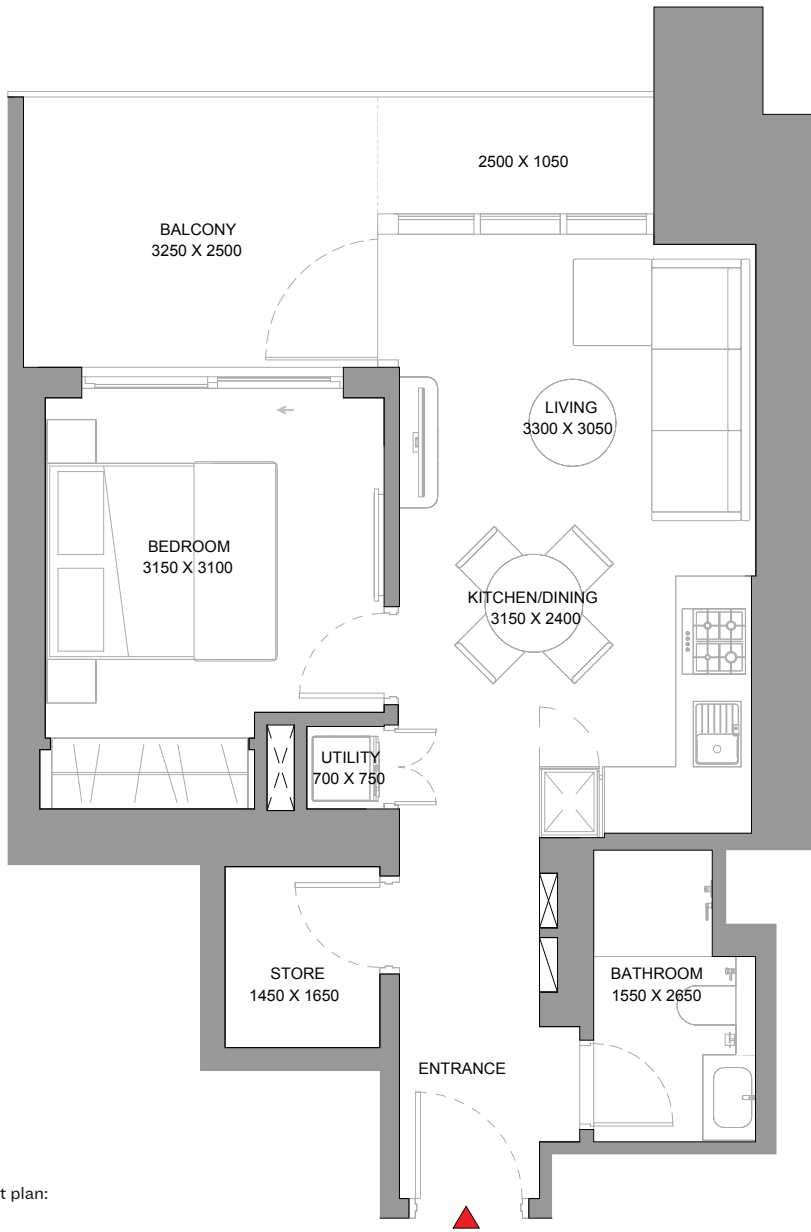 2500 X 1050
BALCONY
3250 X 2500
LIVING
3300 X 3050
BEDROOM
3150 X 3100
KITCHEN/DINING
3150 X 2400
UTILITY
700 X 750
STORE
1450 X 1650
BATHROOM
1550 X 2650
ENTRANCE
t plan: